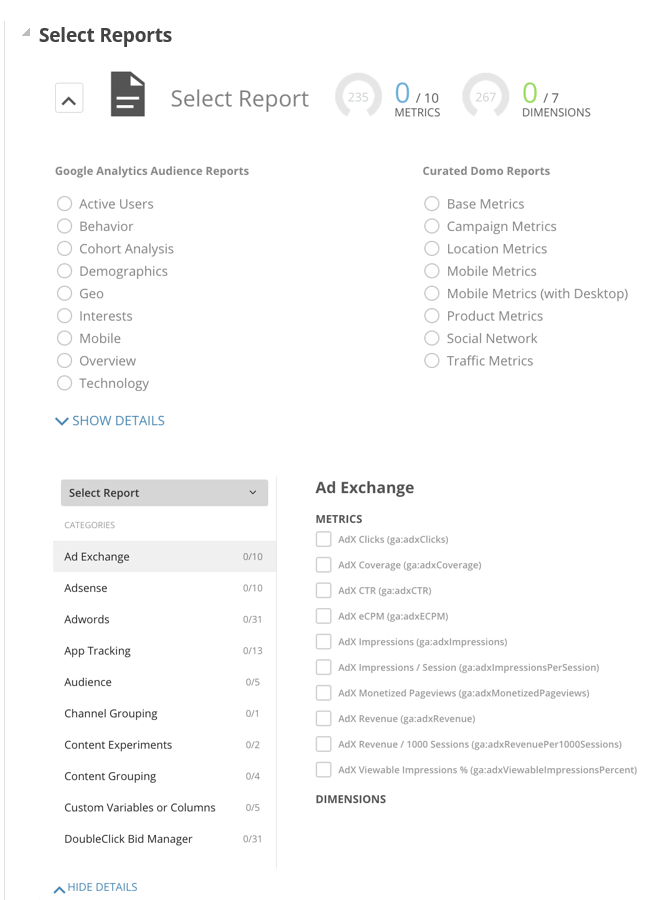 Select Reports
Select Report
235
0 / 10
METRICS
267
0 / 7
DIMENSIONS
Google Analytics Audience Reports
Active Users
Behavior
Cohort Analysis
Demographics
Geo
Interests
Mobile
Overview
Technology
Curated Domo Reports
Base Metrics
Campaign Metrics
Location Metrics
Mobile Metrics
Mobile Metrics (with Desktop)
Product Metrics
Social Network
Traffic Metrics
SHOW DETAILS
Select Report
CATEGORIES
Ad Exchange 0/10
Adsense 0/10
Adwords 0/31
App Tracking 0/13
Audience 0/5
Channel Grouping 0/1
Content Experiments 0/2
Content Grouping 0/4
Custom Variables or Columns 0/5
DoubleClick Bid Manager 0/31
Ad Exchange
METRICS
AdX Clicks (ga:adxClicks)
AdX Coverage (ga:adxCoverage)
AdX CTR (ga:adxCTR)
AdX eCPM (ga:adxECPM)
AdX Impressions (ga:adxImpressions)
AdX Impressions / Session (ga:adxImpressionsPerSession)
AdX Monetized Pageviews (ga:adxMonetizedPageviews)
AdX Revenue (ga:adxRevenue)
AdX Revenue / 1000 Sessions (ga:adxRevenuePer1000Sessions)
AdX Viewable Impressions % (ga:adxViewableImpressionsPercent)
DIMENSIONS
HIDE DETAILS